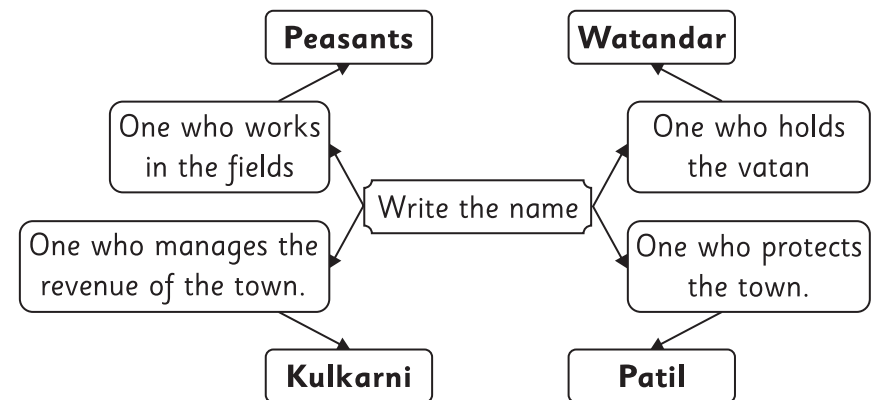 Peasants
Watandar
One who works
in the fields
One who holds
the vatan
Write the name
One who manages the
revenue of the town.
One who protects
the town.
Kulkarni
Patil